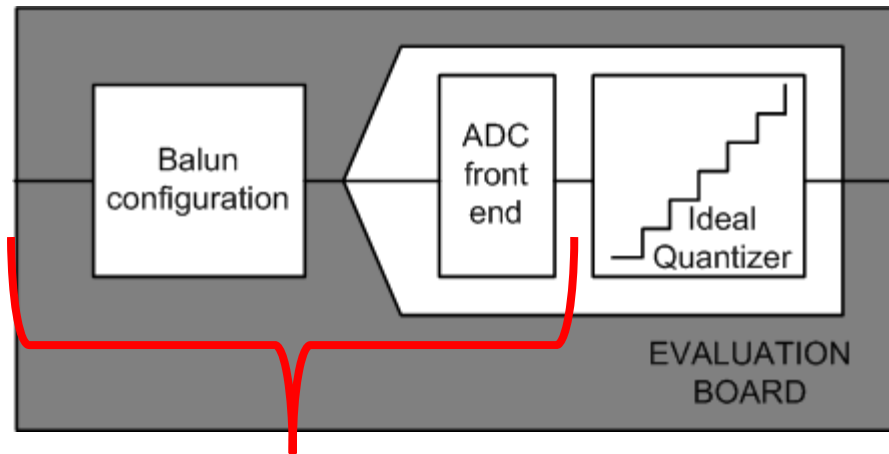 Balun
configuration
ADC
front
end
Ideal
Quantizer
EVALUATION
BOARD